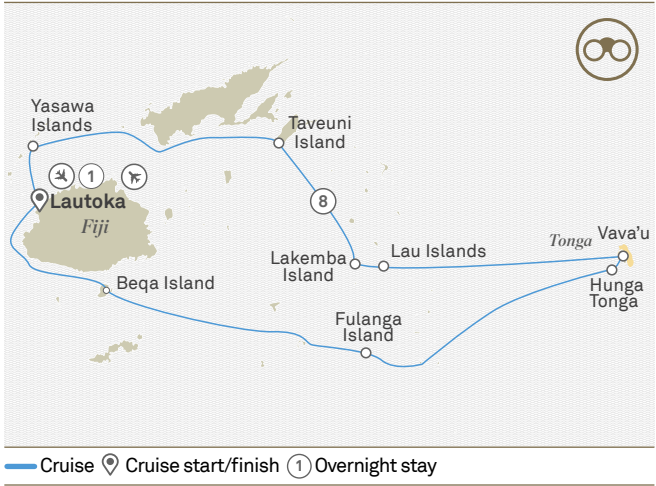 Yasawa
Islands
Taveuni
Island
1
Lautoka
Fiji
8
Tonga
Vava'u
Lakemba
Island
Lau Islands
Hunga
Tonga
Beqa Island
Fulanga
Island
Cruise
Cruise start/finish
1 Overnight stay